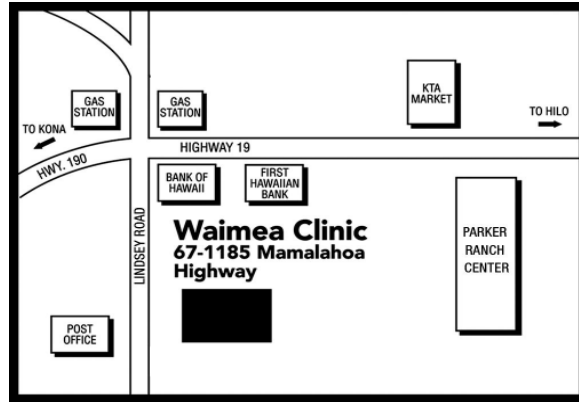 KTA
MARKET
GAS
STATION
GAS
STATION
TO HILO
TO KONA
HIGHWAY 19
HWY. 190
BANK OF
HAWAII
FIRST
HAWAIIAN
BANK
LINDSEY ROAD
Waimea Clinic
67-1185 Mamalahoa
Highway
PARKER
RANCH
CENTER
POST
OFFICE